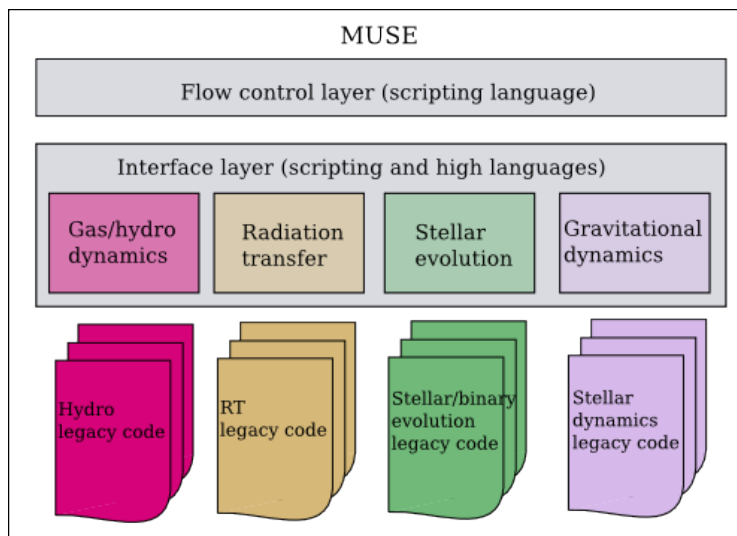 MUSE
Flow control layer (scripting language)
Interface layer (scripting and high languages)
Gas/hydro
dynamics
Radiation
transfer
Stellar
evolution
Gravitational
dynamics
Hydro
legacy code
RT
legacy code
Stellar/binary
evolution
legacy code
Stellar
dynamics
legacy code